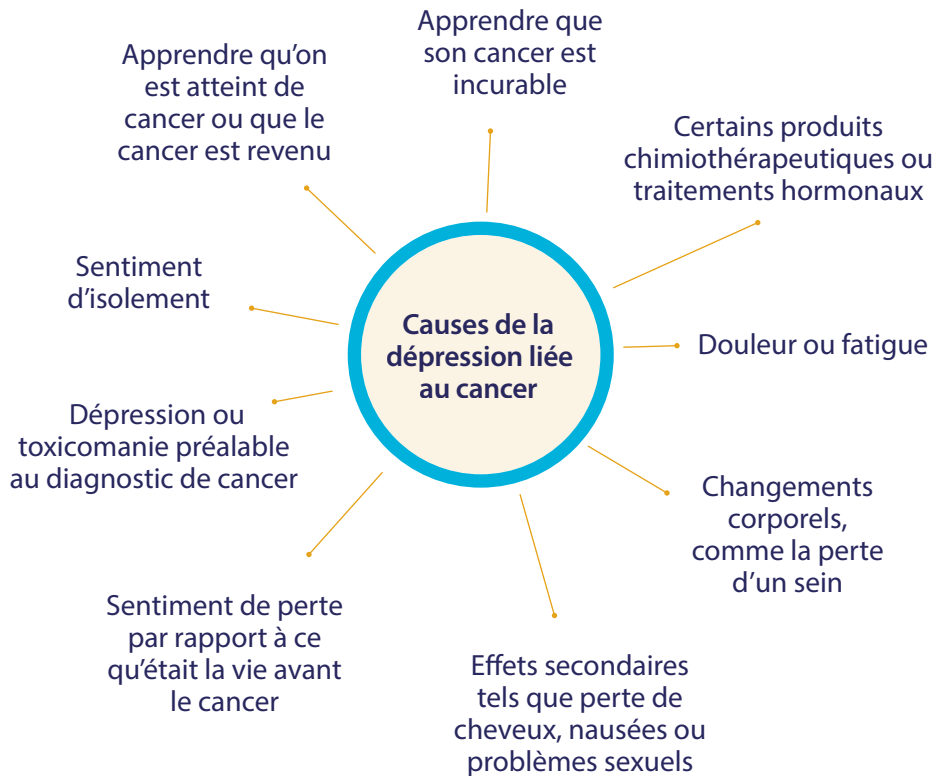 Apprendre que
son cancer est
incurable
Apprendre qu’on
est atteint de
cancer ou que le
cancer est revenu
Certains produits
chimiothérapeutiques ou
traitements hormonaux
Sentiment
d’isolement
Causes de la
dépression liée
au cancer
Douleur ou fatigue
Dépression ou
toxicomanie préalable
au diagnostic de cancer
Changements
corporels,
comme la perte
d’un sein
Sentiment de perte
par rapport à ce
qu’était la vie avant
le cancer
Effets secondaires
tels que perte de
cheveux, nausées ou
problèmes sexuels